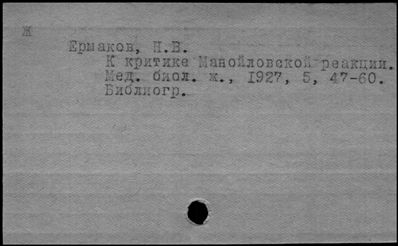 Ж
Ермаков, Н.В.
К критике Манойловской реакции.
Мед. биол. ж., 1927, 5, 47-60.
Библиогр.